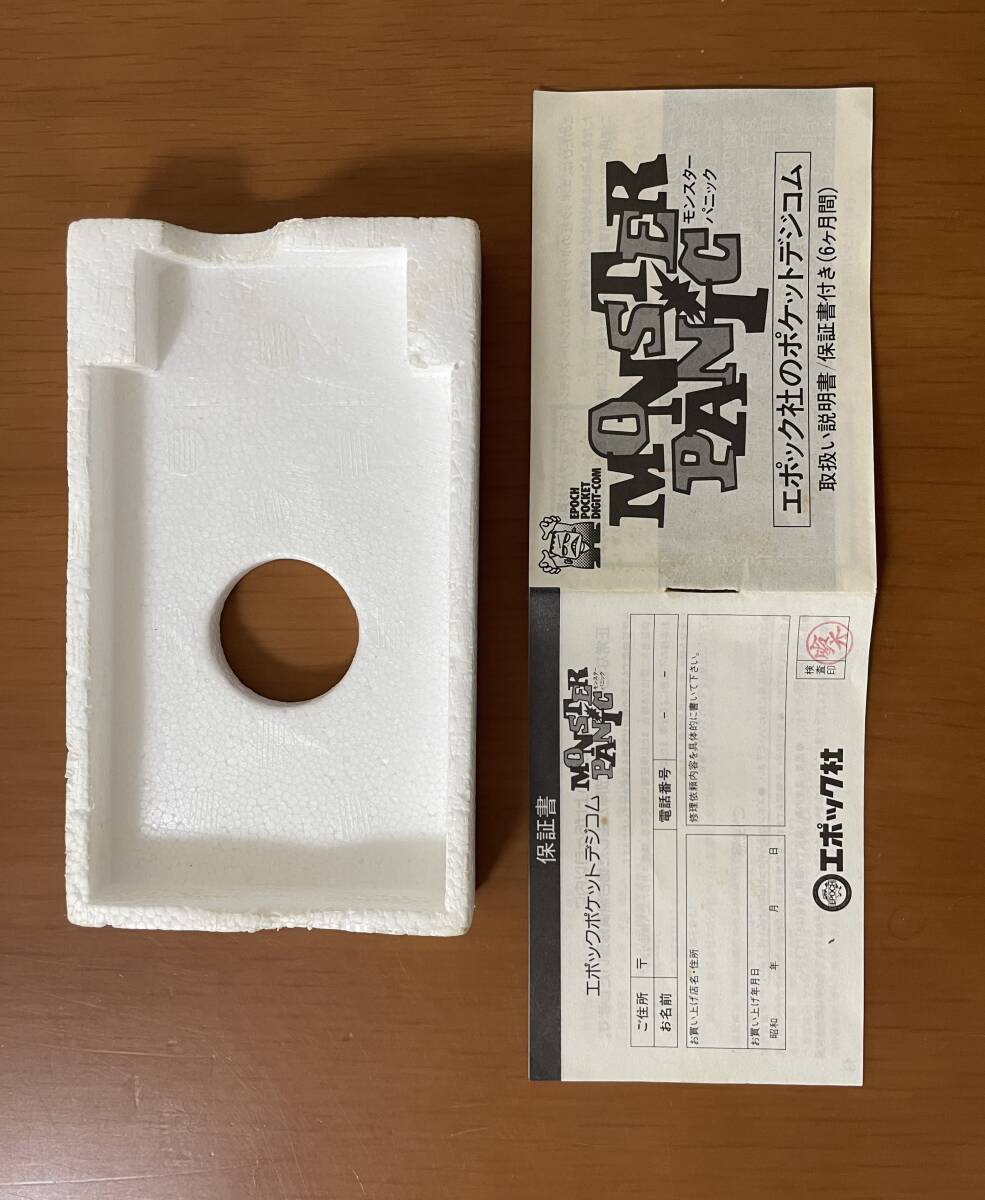 EPOCH
POCKET
DIGIT-COM
MONSTER
PANIC
モンスター
パニック
エポック社のポケットデジコム
取扱い説明書/保証書付き(6ヶ月間)
保証書
エポックポケットデジコム
MONSTER
PANIC
モンスター
パニック
ご住所 〒
お名前
電話番号 - -
お買い上げ店名・住所
修理依頼内容を具体的に書いて下さい。
お買い上げ年月日
昭和 年 月 日
検査印
EPOCH
エポック社